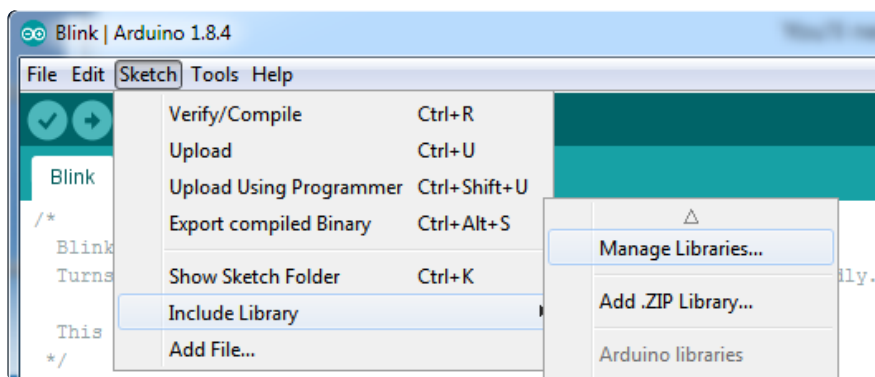 Blink | Arduino 1.8.4
File Edit Sketch Tools Help
Verify/Compile Ctrl+R
Upload Ctrl+U
Upload Using Programmer Ctrl+Shift+U
Export compiled Binary Ctrl+Alt+S
Show Sketch Folder Ctrl+K
Include Library
Add File...
Manage Libraries...
Add .ZIP Library...
Arduino libraries
Blink
/*
Blink
Turns
This
*/